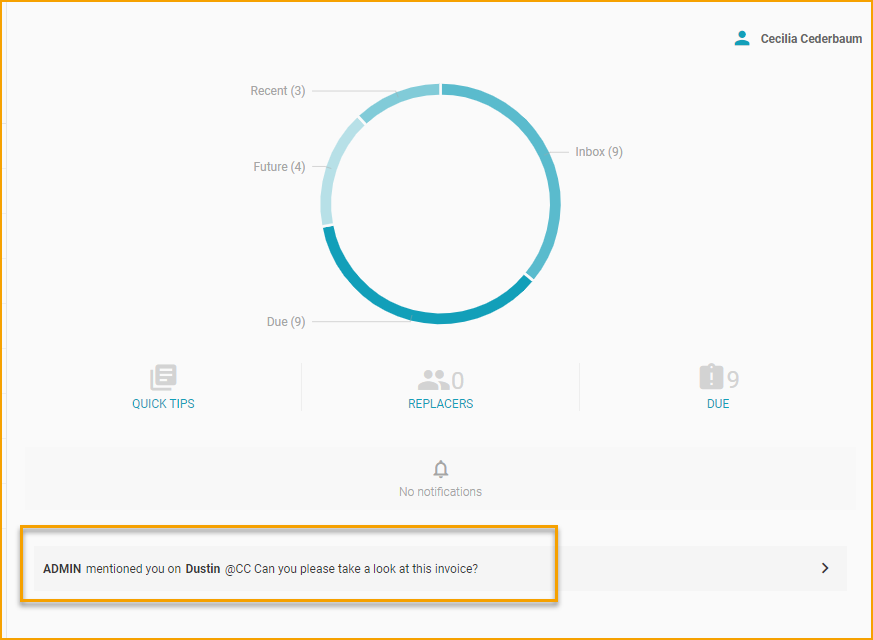 Cecilia Cederbaum
Recent (3)
Inbox (9)
Future (4)
Due (9)
QUICK TIPS
0
REPLACERS
9
DUE
No notifications
ADMIN mentioned you on Dustin @CC Can you please take a look at this invoice?